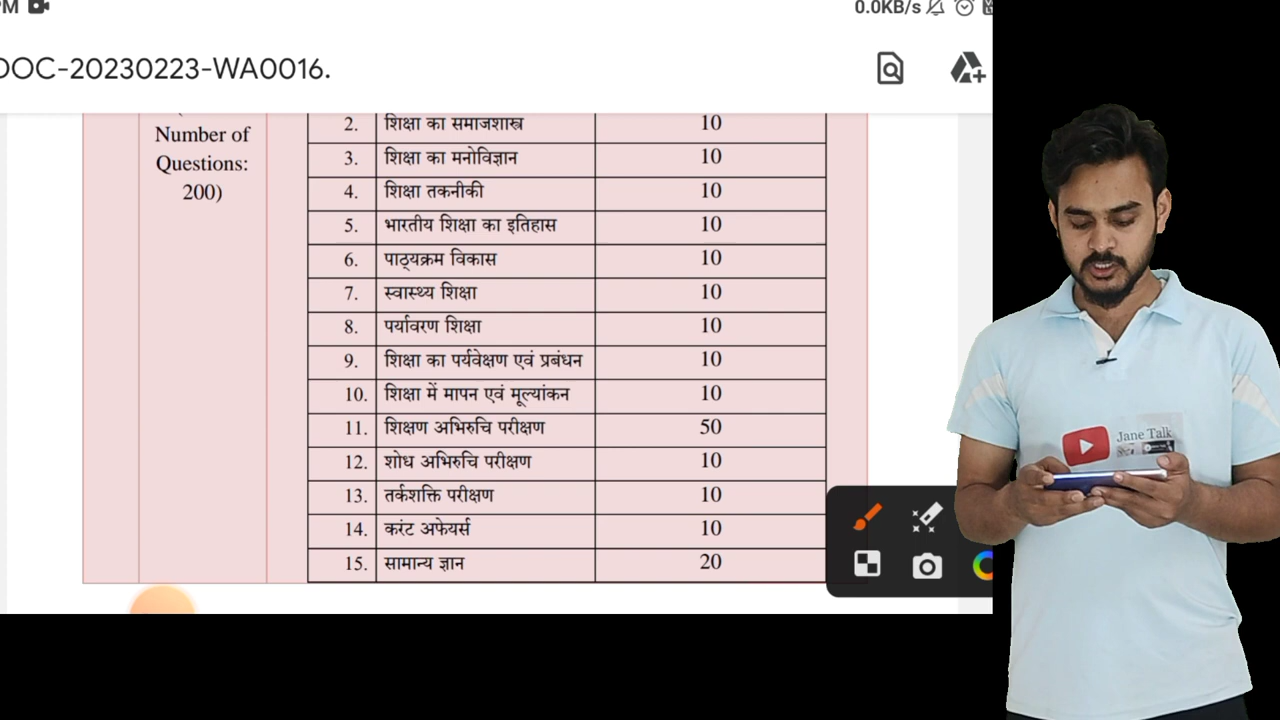 PM
0.0KB/s
DOC-20230223-WA0016.
Number of
Questions:
200)
2. शिक्षा का समाजशास्त्र 10
3. शिक्षा का मनोविज्ञान 10
4. शिक्षा तकनीकी 10
5. भारतीय शिक्षा का इतिहास 10
6. पाठ्यक्रम विकास 10
7. स्वास्थ्य शिक्षा 10
8. पर्यावरण शिक्षा 10
9. शिक्षा का पर्यवेक्षण एवं प्रबंधन 10
10. शिक्षा में मापन एवं मूल्यांकन 10
11. शिक्षण अभिरुचि परीक्षण 50
12. शोध अभिरुचि परीक्षण 10
13. तर्कशक्ति परीक्षण 10
14. करंट अफेयर्स 10
15. सामान्य ज्ञान 20
Jane Talk